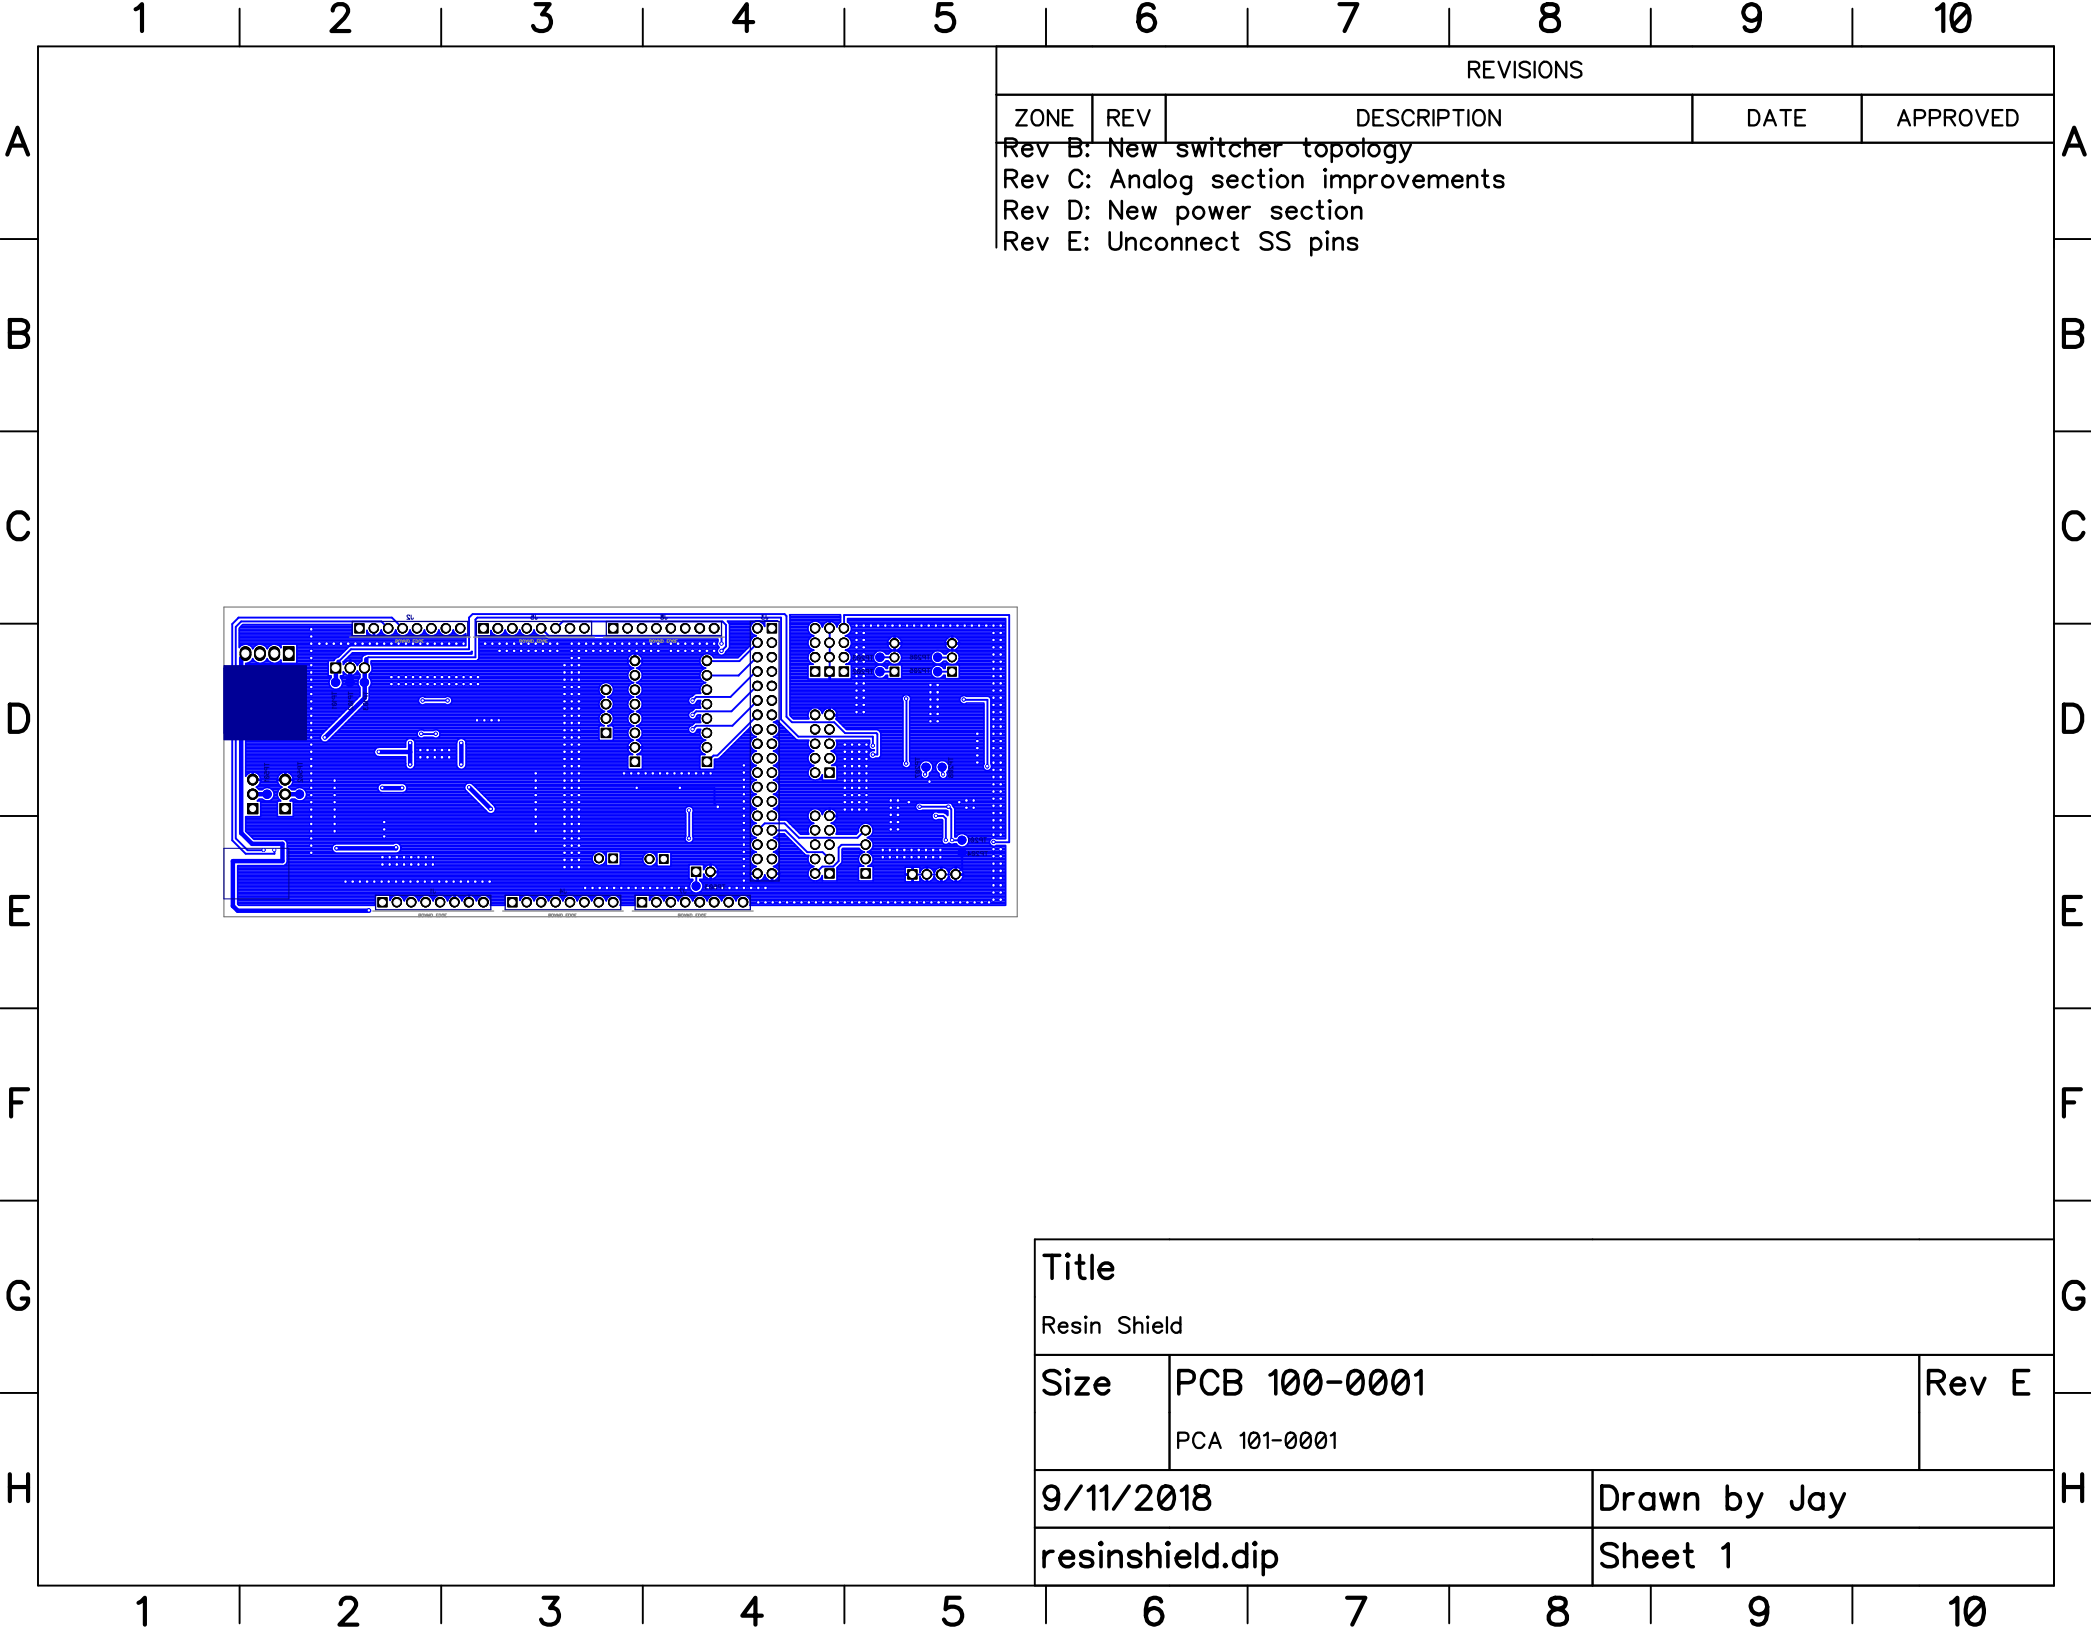 1 2 3 4 5 6 7 8 9 10
REVISIONS
ZONE REV DESCRIPTION DATE APPROVED
A A
Rev B: New switcher topology
Rev C: Analog section improvements
Rev D: New power section
Rev E: Unconnect SS pins
B B
C C
D D
E E
F F
G G
Title
Resin Shield
Size PCB 100-0001 Rev E
PCA 101-0001
H H
9/11/2018 Drawn by Jay
resinshield.dip Sheet 1
1 2 3 4 5 6 7 8 9 10